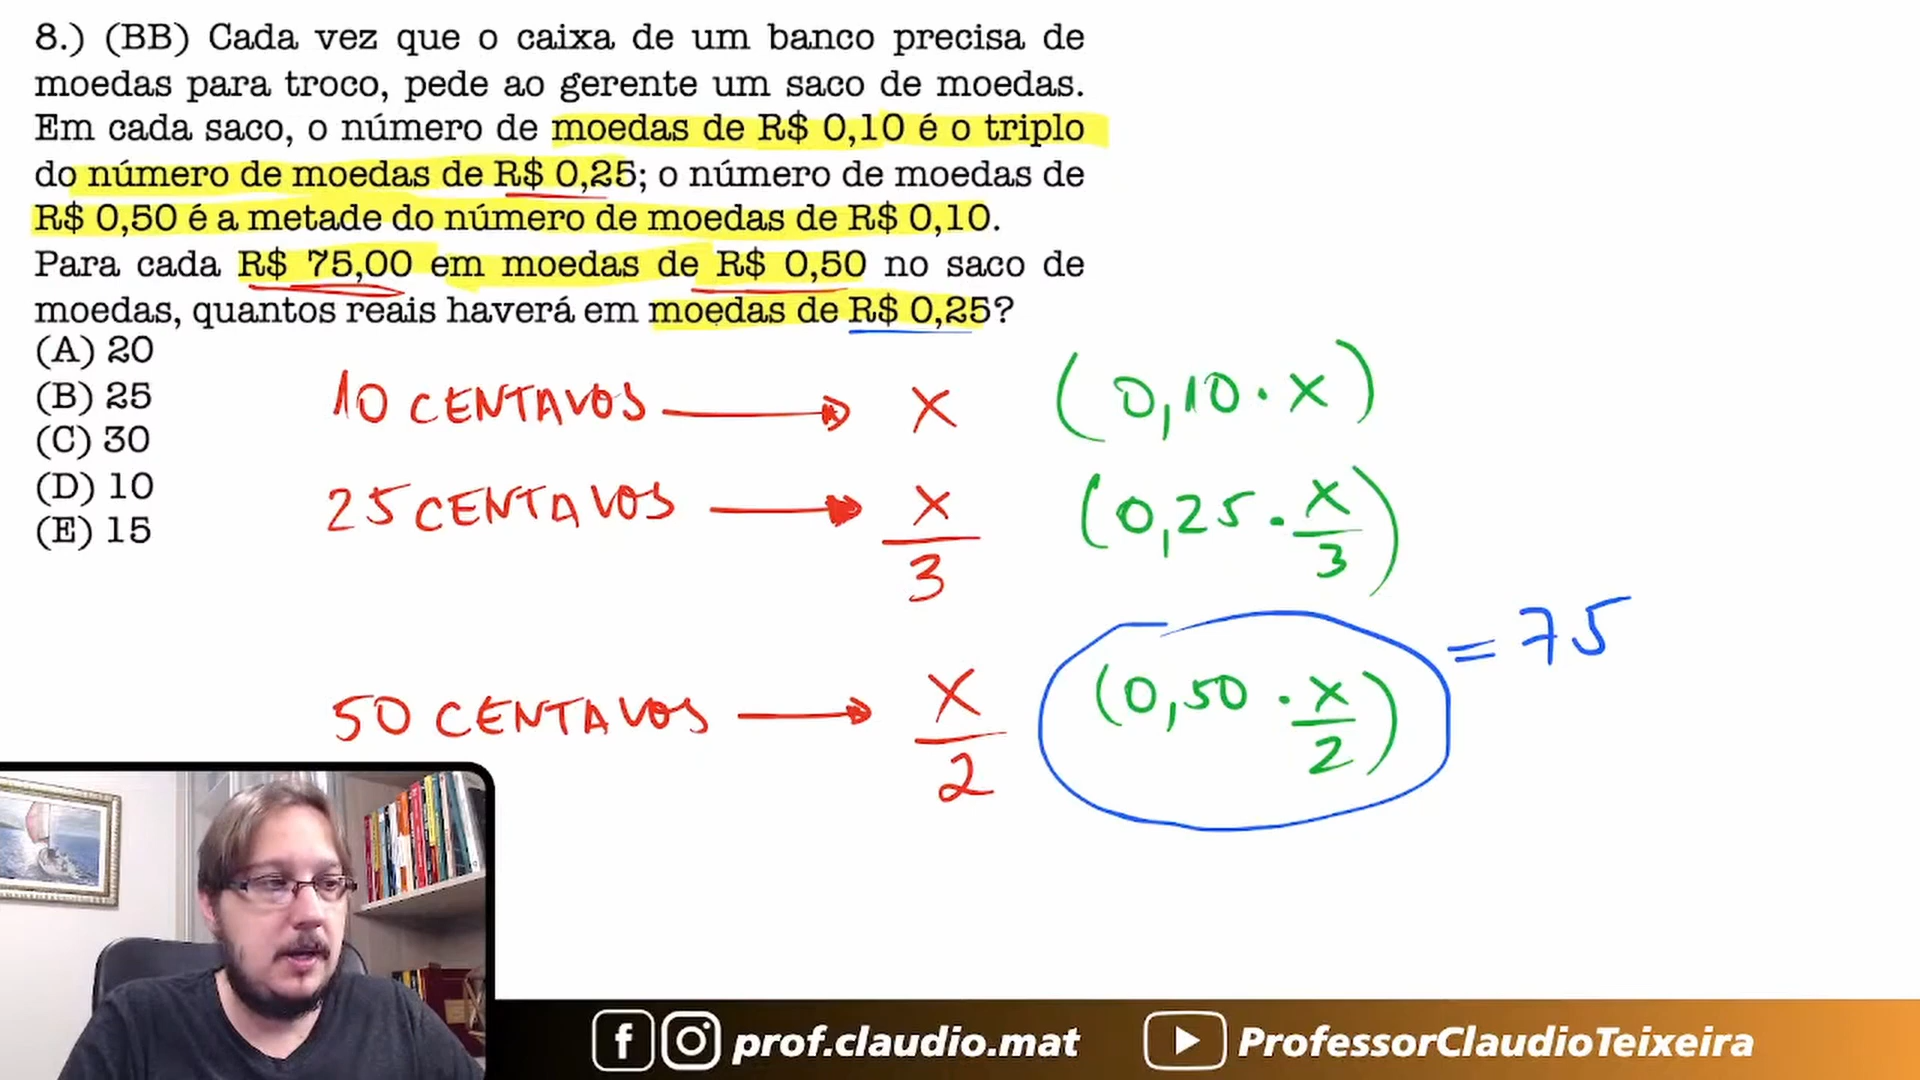 8.) (BB) Cada vez que o caixa de um banco precisa de
moedas para troco, pede ao gerente um saco de moedas.
Em cada saco, o número de moedas de R$ 0,10 é o triplo
do número de moedas de R$ 0,25; o número de moedas de
R$ 0,50 é a metade do número de moedas de R$ 0,10.
Para cada R$ 75,00 em moedas de R$ 0,50 no saco de
moedas, quantos reais haverá em moedas de R$ 0,25?
(A) 20
(B) 25
(C) 30
(D) 10
(E) 15
10 CENTAVOS → X (0,10 · X)
25 CENTAVOS → X/3 (0,25 · X/3)
50 CENTAVOS → X/2 (0,50 · X/2) = 75
prof.claudio.mat
ProfessorClaudioTeixeira